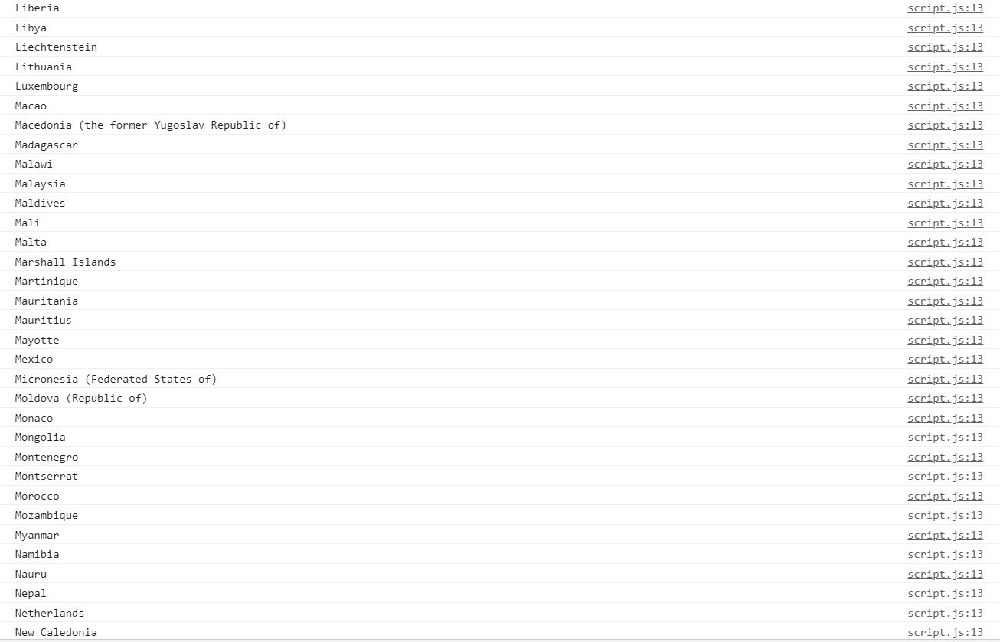 Liberia script.js:13
Libya script.js:13
Liechtenstein script.js:13
Lithuania script.js:13
Luxembourg script.js:13
Macao script.js:13
Macedonia (the former Yugoslav Republic of) script.js:13
Madagascar script.js:13
Malawi script.js:13
Malaysia script.js:13
Maldives script.js:13
Mali script.js:13
Malta script.js:13
Marshall Islands script.js:13
Martinique script.js:13
Mauritania script.js:13
Mauritius script.js:13
Mayotte script.js:13
Mexico script.js:13
Micronesia (Federated States of) script.js:13
Moldova (Republic of) script.js:13
Monaco script.js:13
Mongolia script.js:13
Montenegro script.js:13
Montserrat script.js:13
Morocco script.js:13
Mozambique script.js:13
Myanmar script.js:13
Namibia script.js:13
Nauru script.js:13
Nepal script.js:13
Netherlands script.js:13
New Caledonia script.js:13